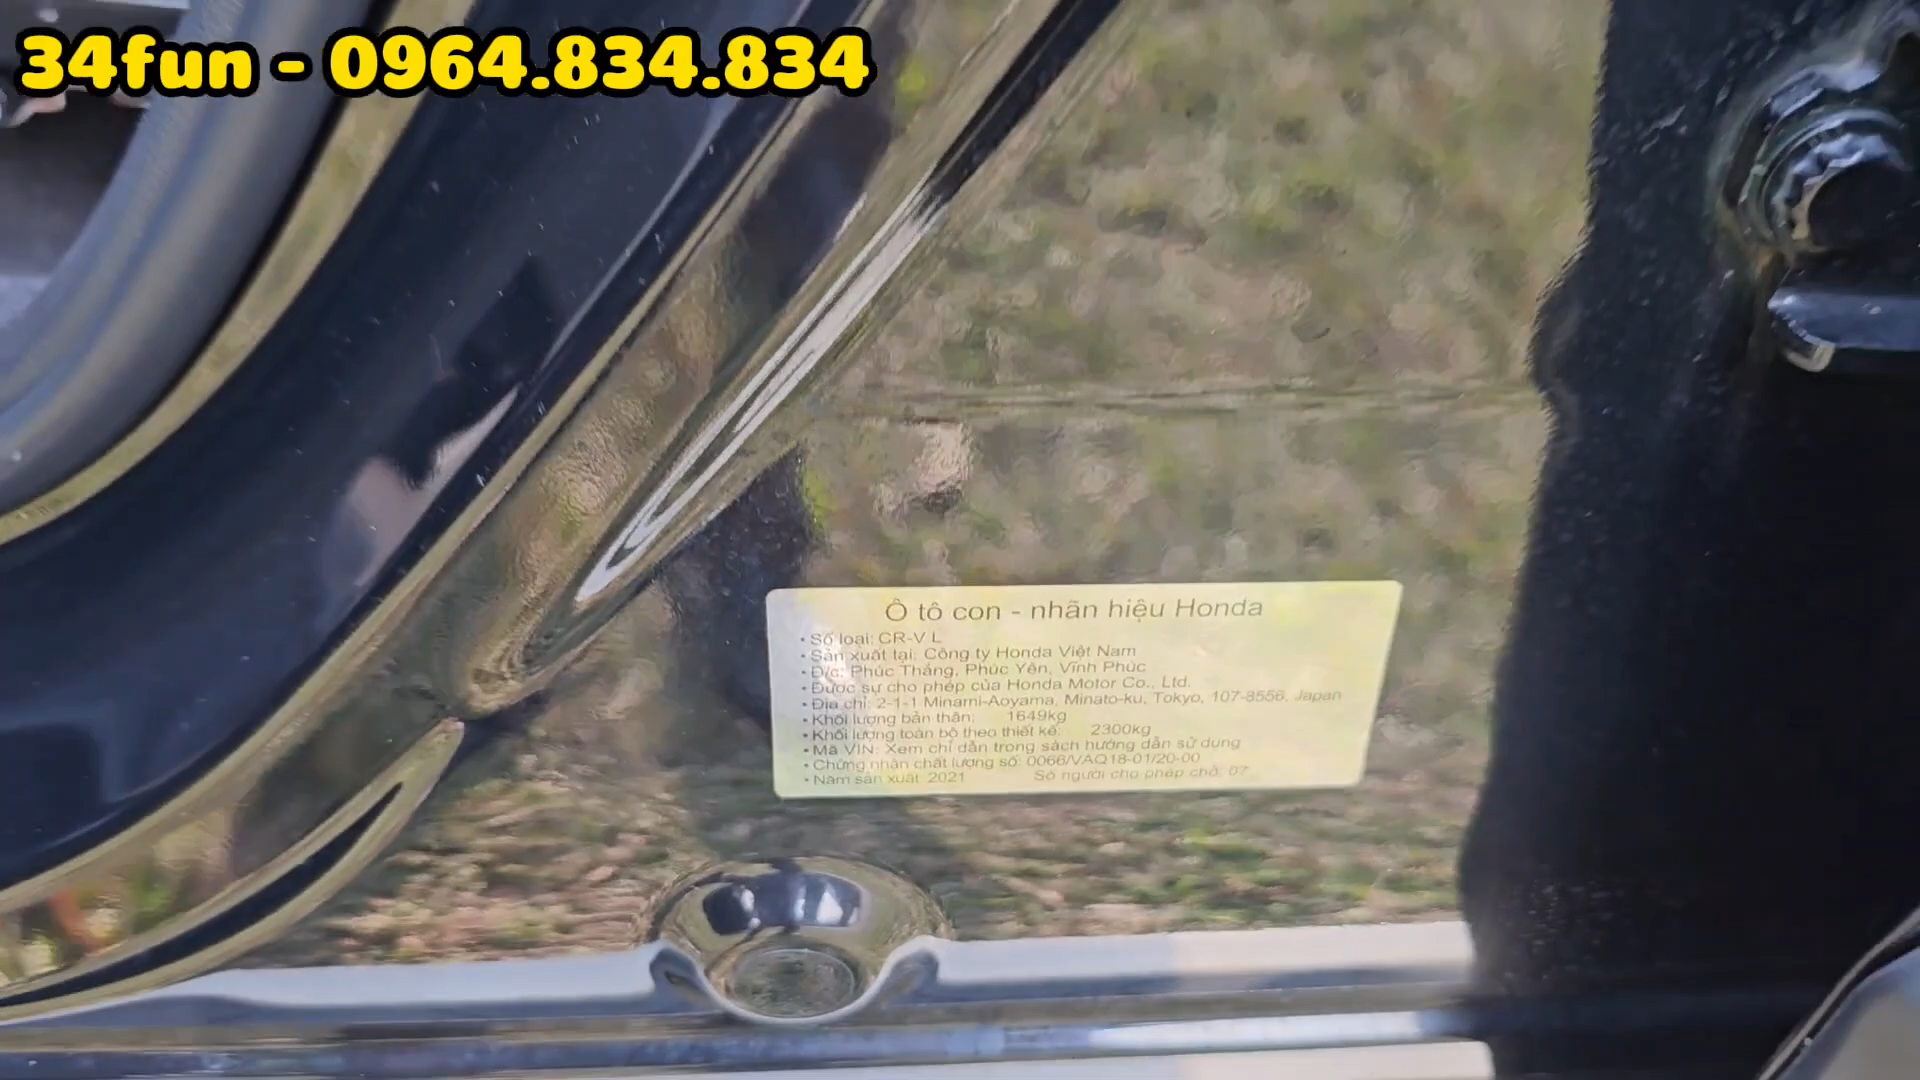 34fun - 0964.834.834
Ô tô con - nhãn hiệu Honda
• Số loại: CR-V L
• Sản xuất tại: Công ty Honda Việt Nam
• Đ/c: Phúc Thắng, Phúc Yên, Vĩnh Phúc
• Được sự cho phép của Honda Motor Co., Ltd.
• Địa chỉ: 2-1-1 Minami-Aoyama, Minato-ku, Tokyo, 107-8556, Japan
• Khối lượng bản thân: 1649kg
• Khối lượng toàn bộ theo thiết kế: 2300kg
• Mã VIN: Xem chỉ dẫn trong sách hướng dẫn sử dụng
• Chứng nhận chất lượng số: 0066/VAQ18-01/20-00
• Năm sản xuất: 2021 Số người cho phép chở: 07